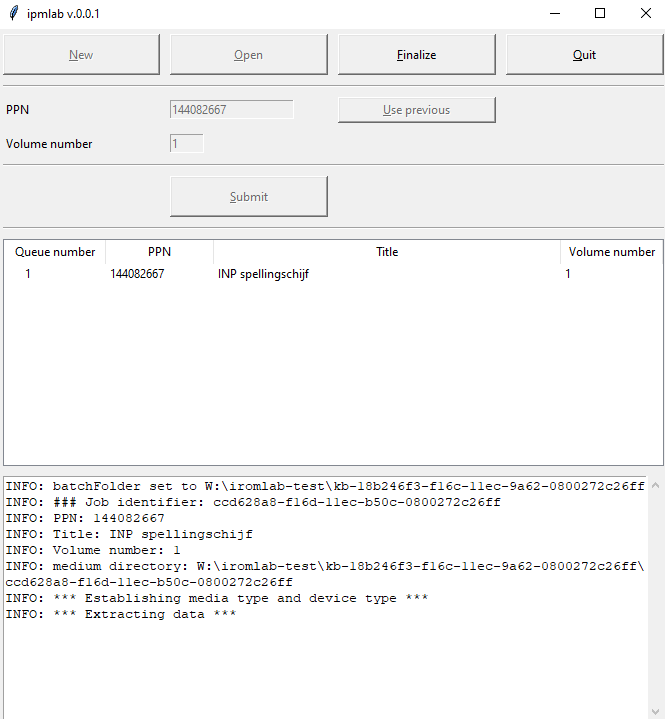 ipmlab v.0.0.1
New Open Finalize Quit
PPN 144082667 Use previous
Volume number 1
Submit
Queue number PPN Title Volume number
1 144082667 INP spellingschijf 1
INFO: batchFolder set to W:\iromlab-test\kb-18b246f3-f16c-11ec-9a62-0800272c26ff
INFO: ### Job identifier: ccd628a8-f16d-11ec-b50c-0800272c26ff
INFO: PPN: 144082667
INFO: Title: INP spellingschijf
INFO: Volume number: 1
INFO: medium directory: W:\iromlab-test\kb-18b246f3-f16c-11ec-9a62-0800272c26ff\
ccd628a8-f16d-11ec-b50c-0800272c26ff
INFO: *** Establishing media type and device type ***
INFO: *** Extracting data ***